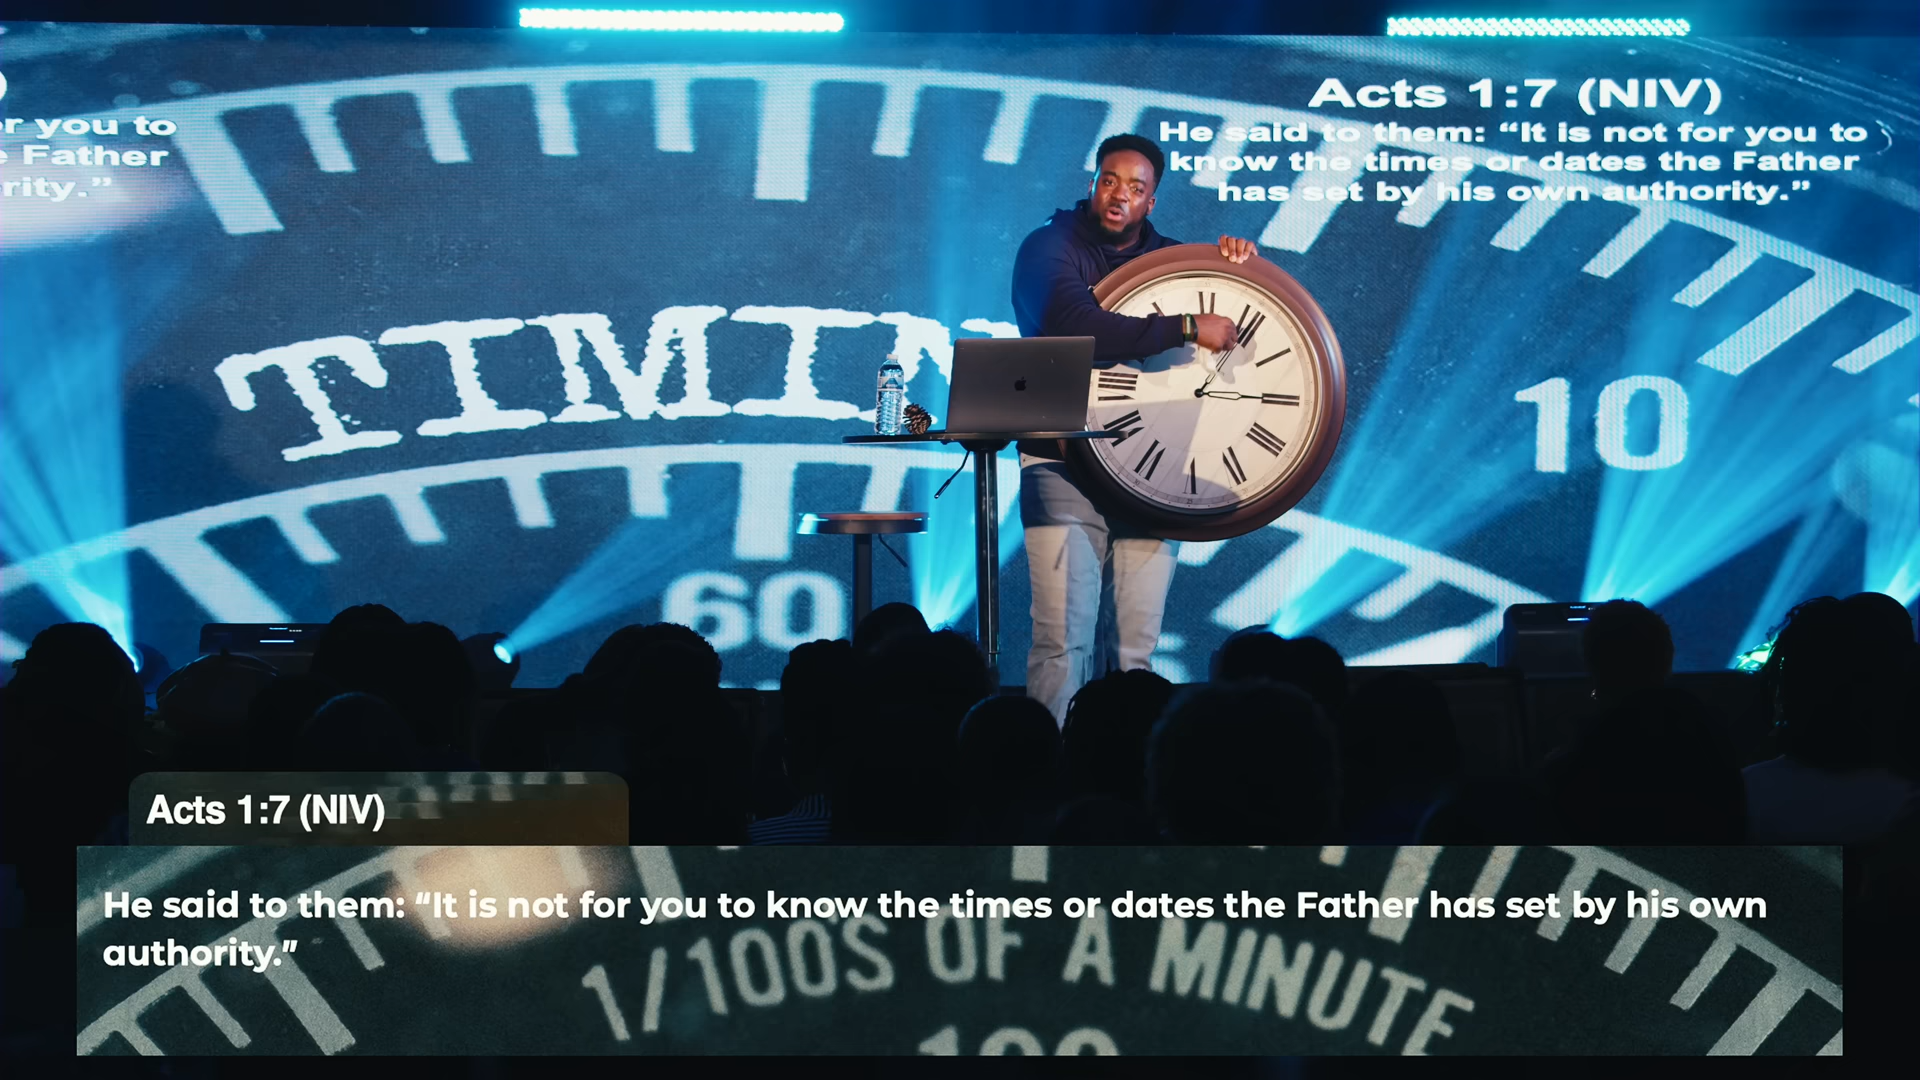 Acts 1:7 (NIV)
He said to them: “It is not for you to
know the times or dates the Father
has set by his own authority.”
r you to
e Father
rity.”
TIMIN
10
60
Acts 1:7 (NIV)
He said to them: “It is not for you to know the times or dates the Father has set by his own
authority.”
1/100S OF A MINUTE
100